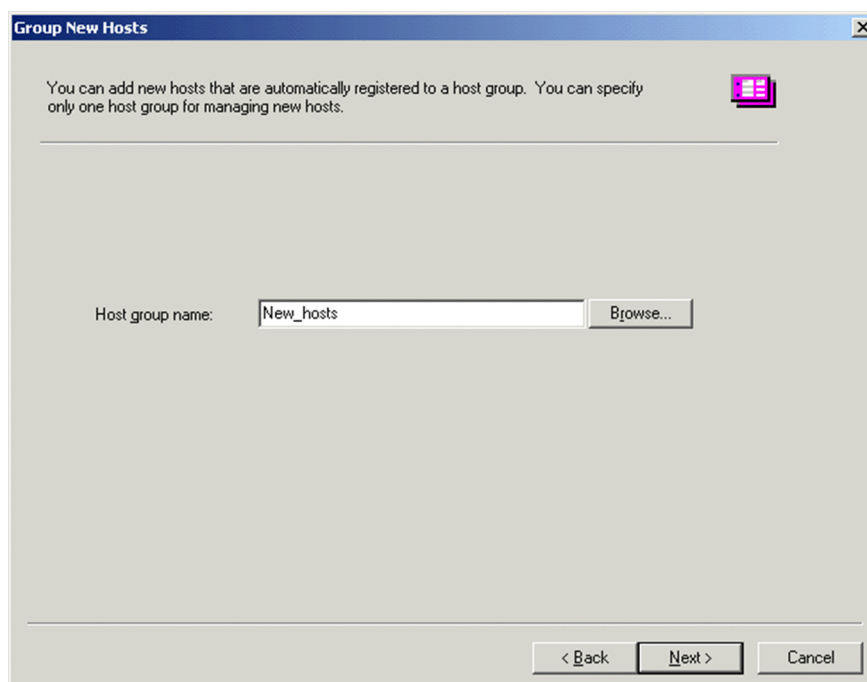 Group New Hosts
You can add new hosts that are automatically registered to a host group. You can specify
only one host group for managing new hosts.
Host group name:
New_hosts
Browse...
< Back
Next >
Cancel